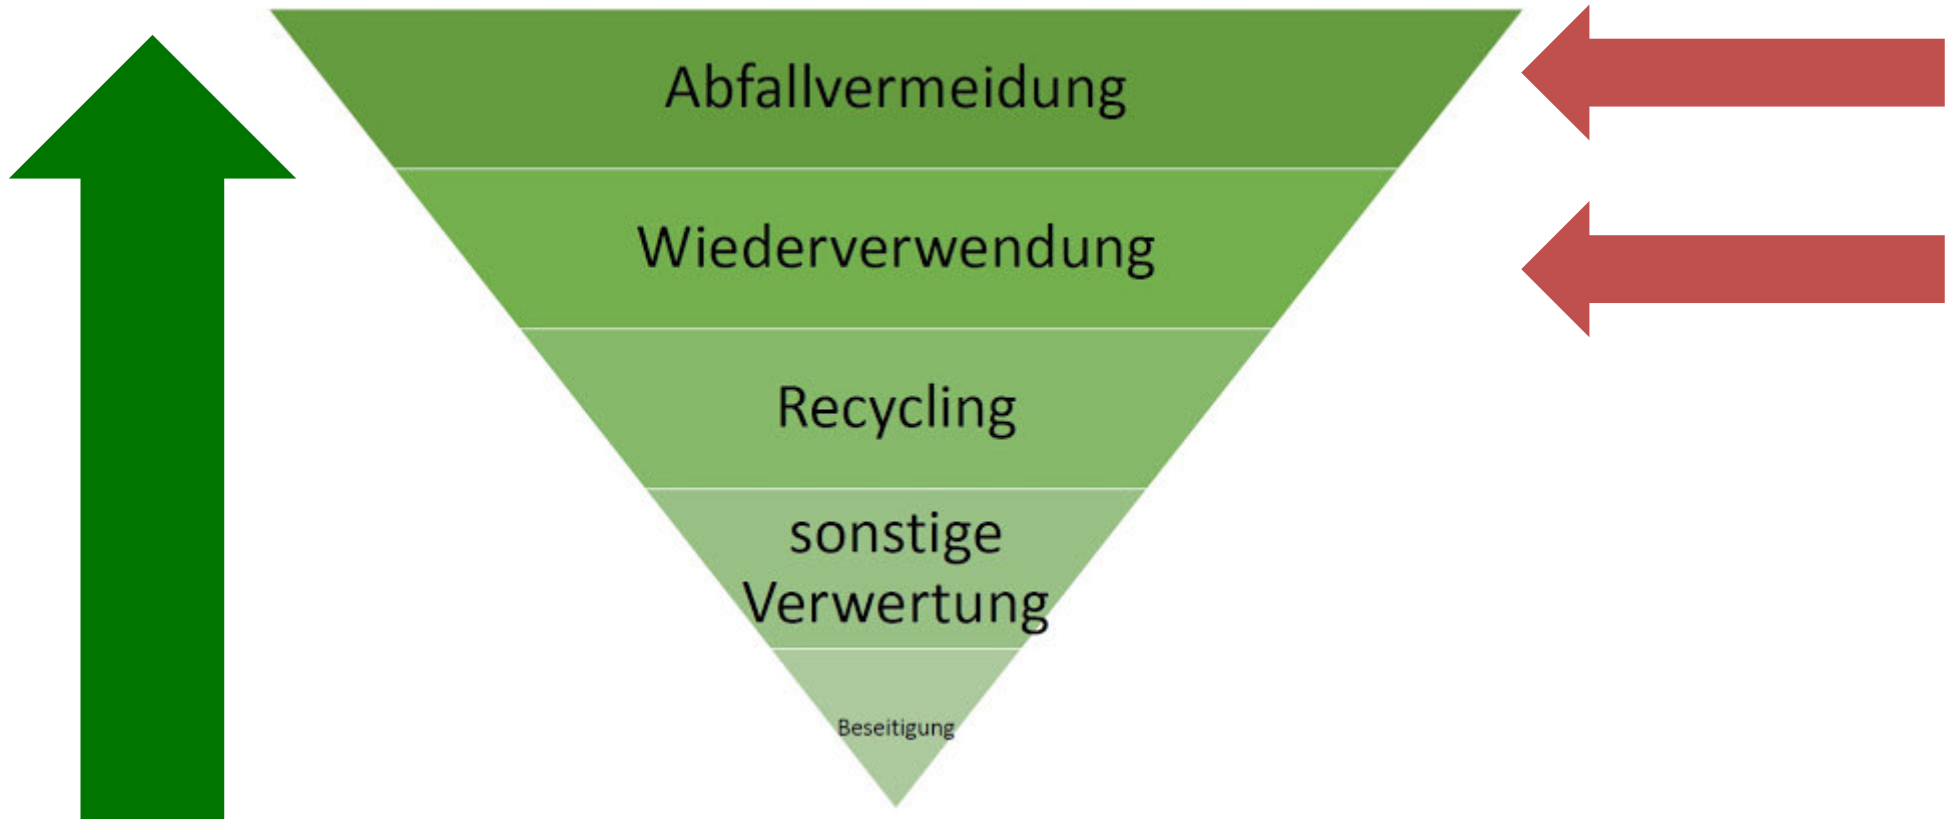 Abfallvermeidung
Wiederverwendung
Recycling
sonstige
Verwertung
Beseitigung